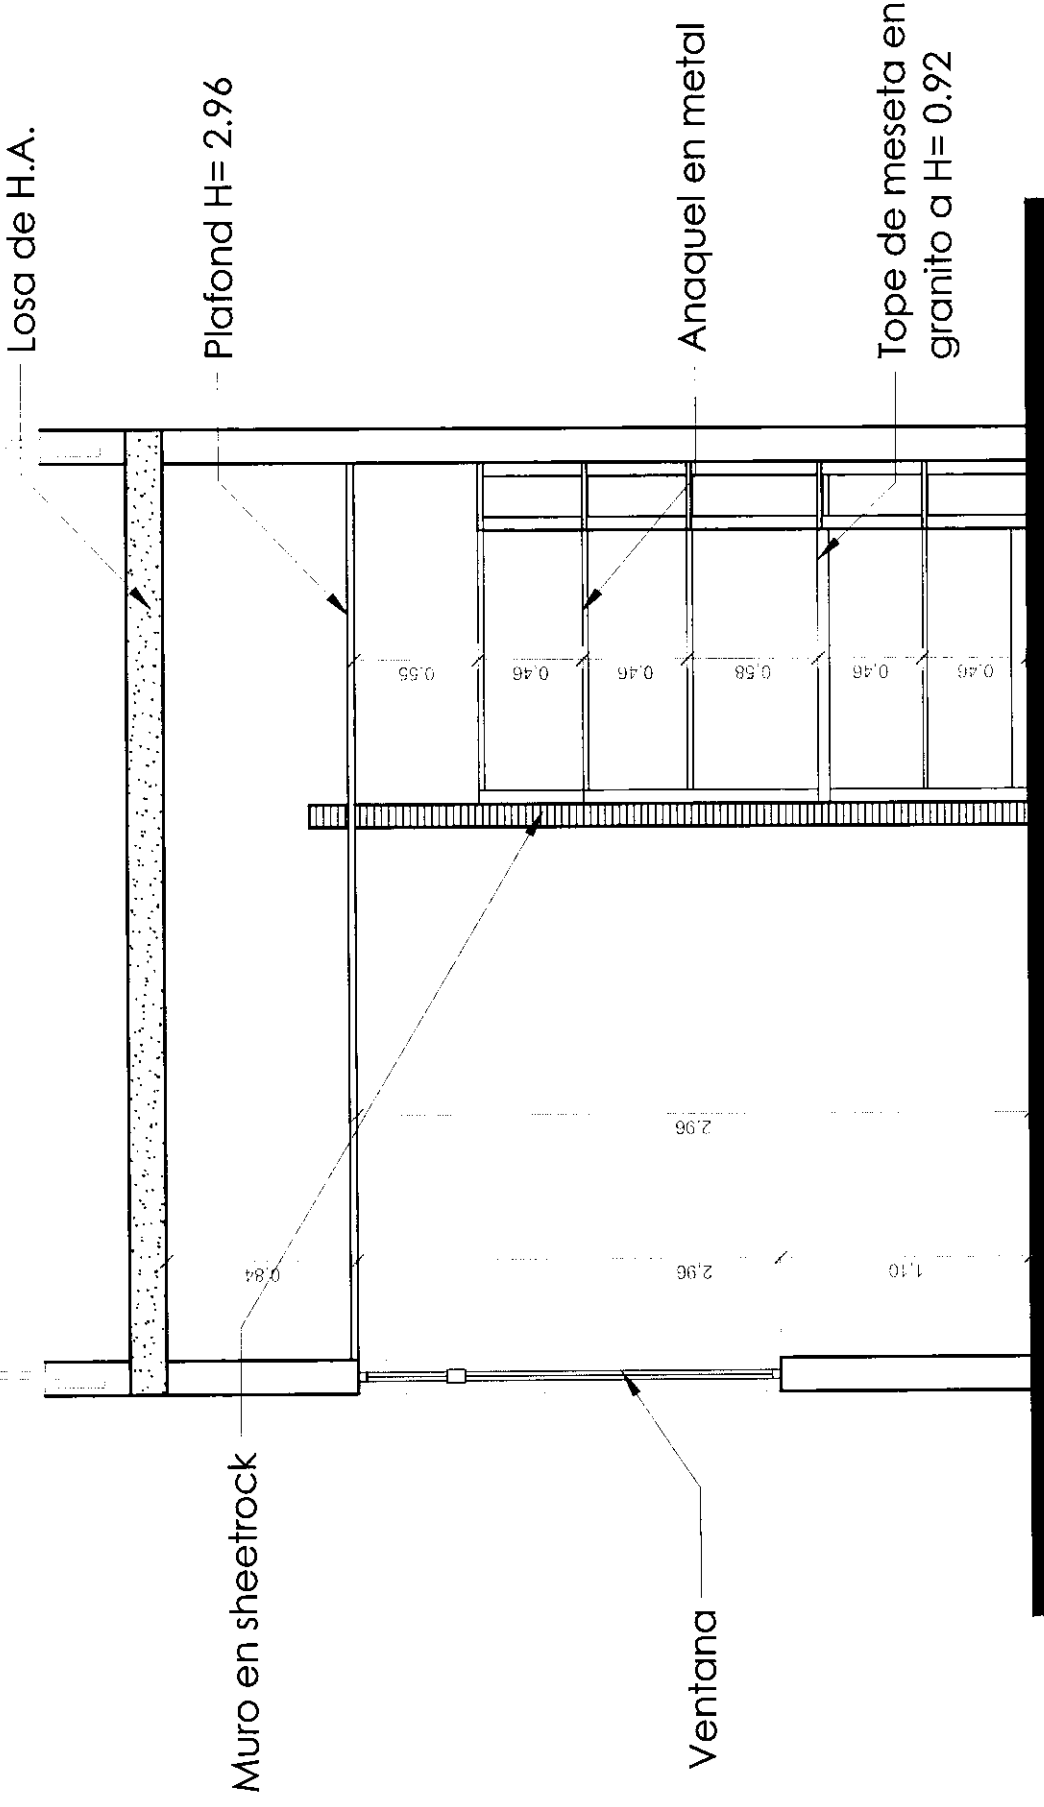 Losa de H.A.
Plafond H= 2.96
Anaquel en metal
Tope de meseta en
granito a H= 0.92
0.55
0.46
0.46
0.58
0.46
0.46
2.96
0.84
2.96
1.10
Muro en sheetrock
Ventana